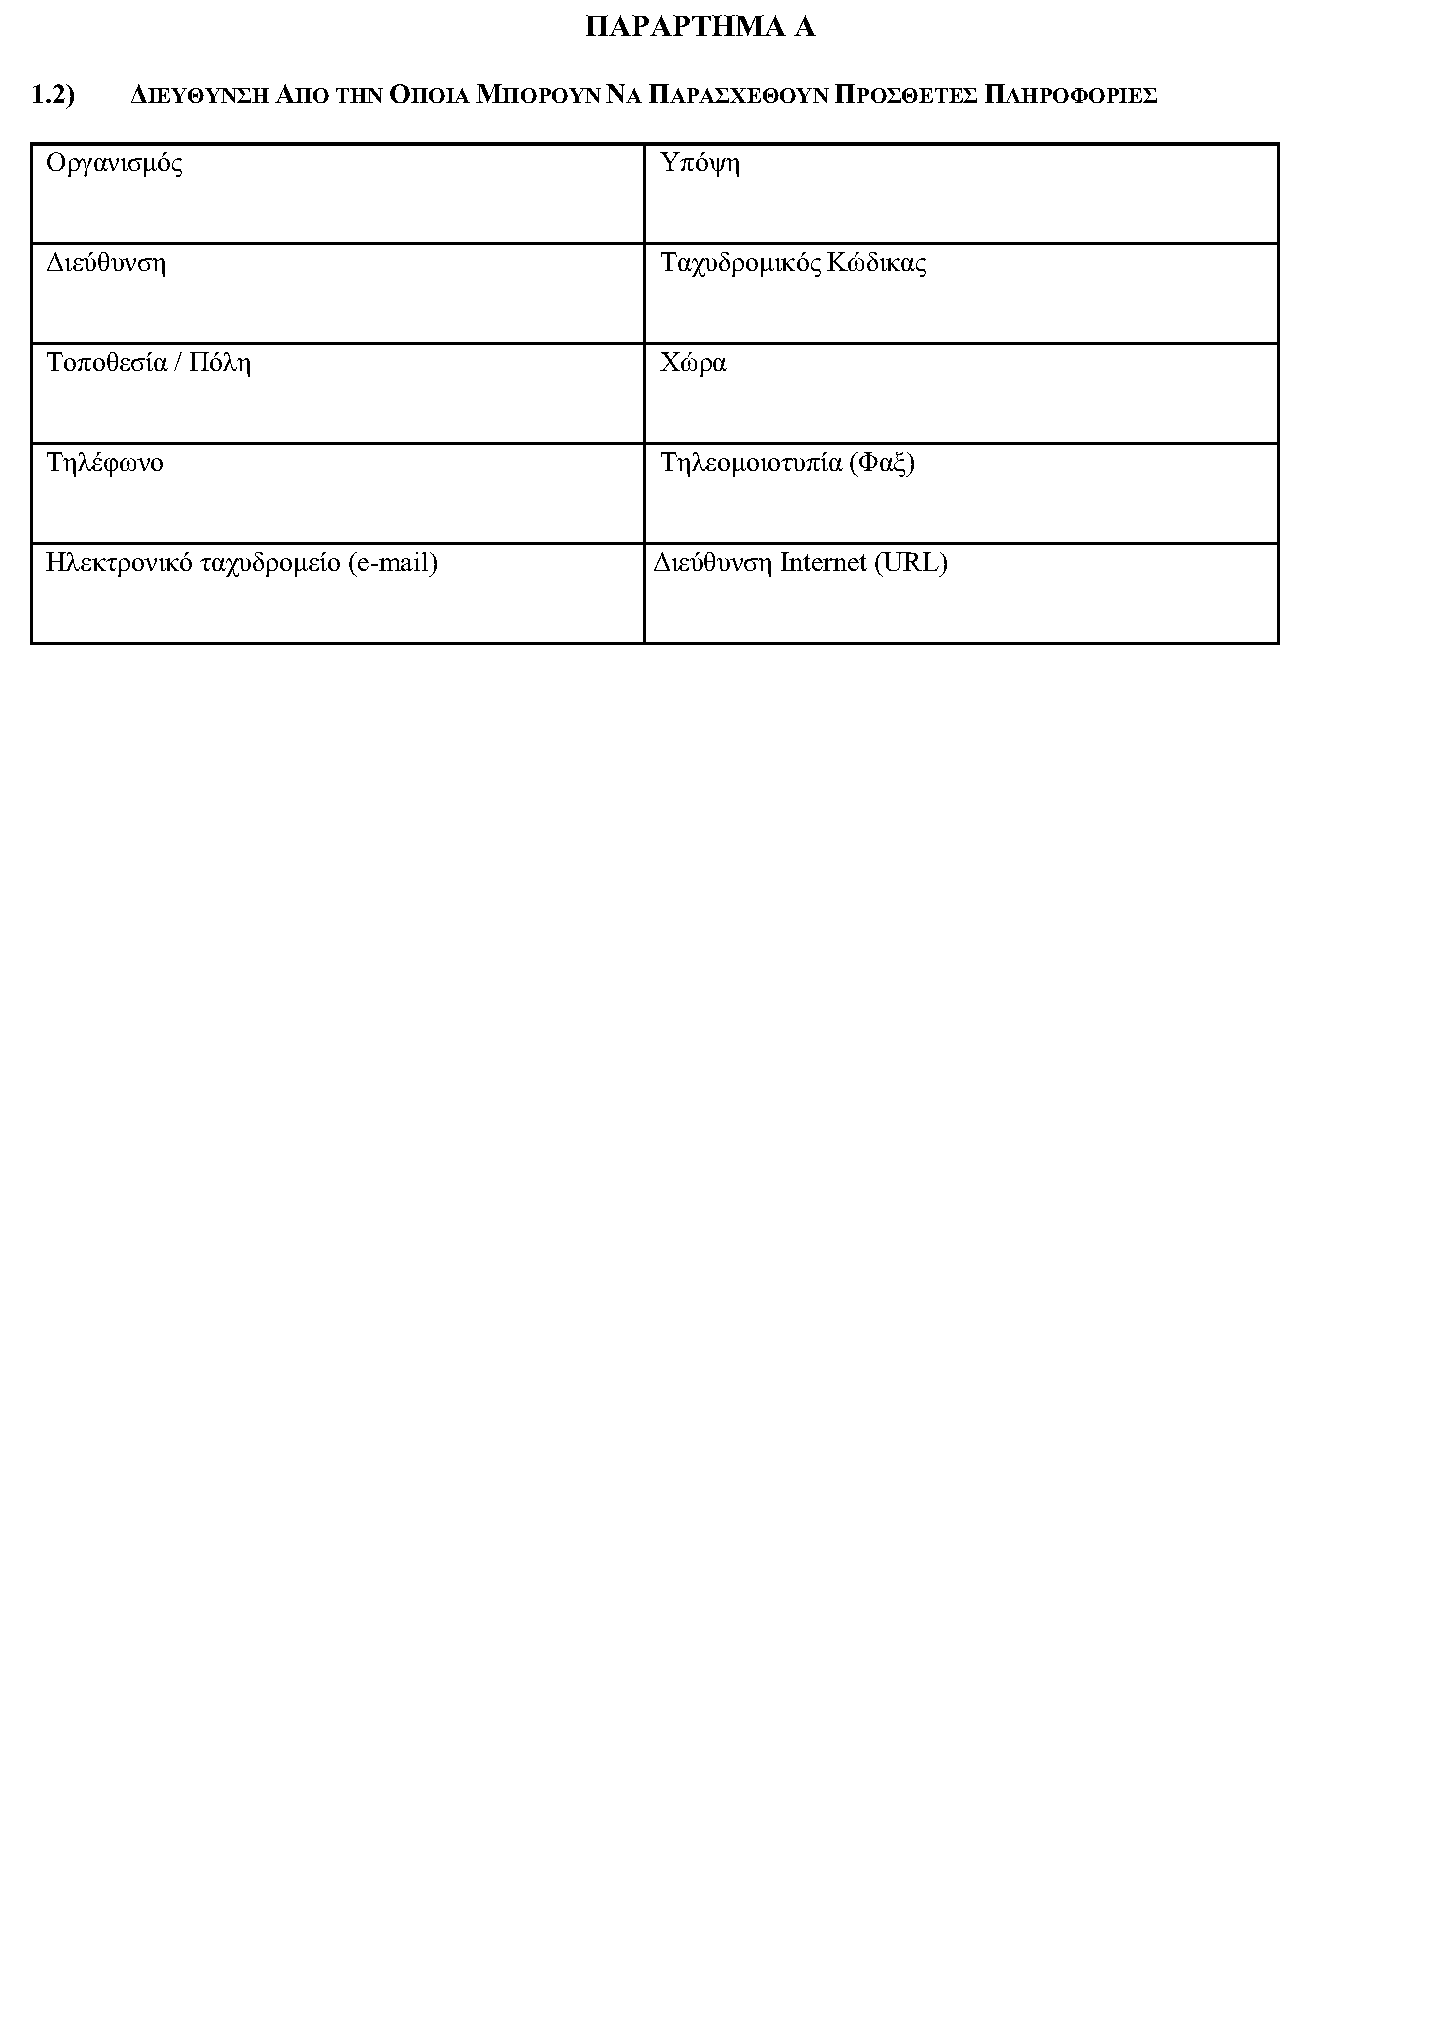 ΠΑΡΑΡΤΗΜΑ Α
1.2) ΔΙΕΥΘΥΝΣΗ ΑΠΟ ΤΗΝ ΟΠΟΙΑ ΜΠΟΡΟΥΝ ΝΑ ΠΑΡΑΣΧΕΘΟΥΝ ΠΡΟΣΘΕΤΕΣ ΠΛΗΡΟΦΟΡΙΕΣ
Οργανισμός Υπόψη
Διεύθυνση Ταχυδρομικός Κώδικας
Τοποθεσία / Πόλη Χώρα
Τηλέφωνο Τηλεομοιοτυπία (Φαξ)
Ηλεκτρονικό ταχυδρομείο (e-mail) Διεύθυνση Internet (URL)